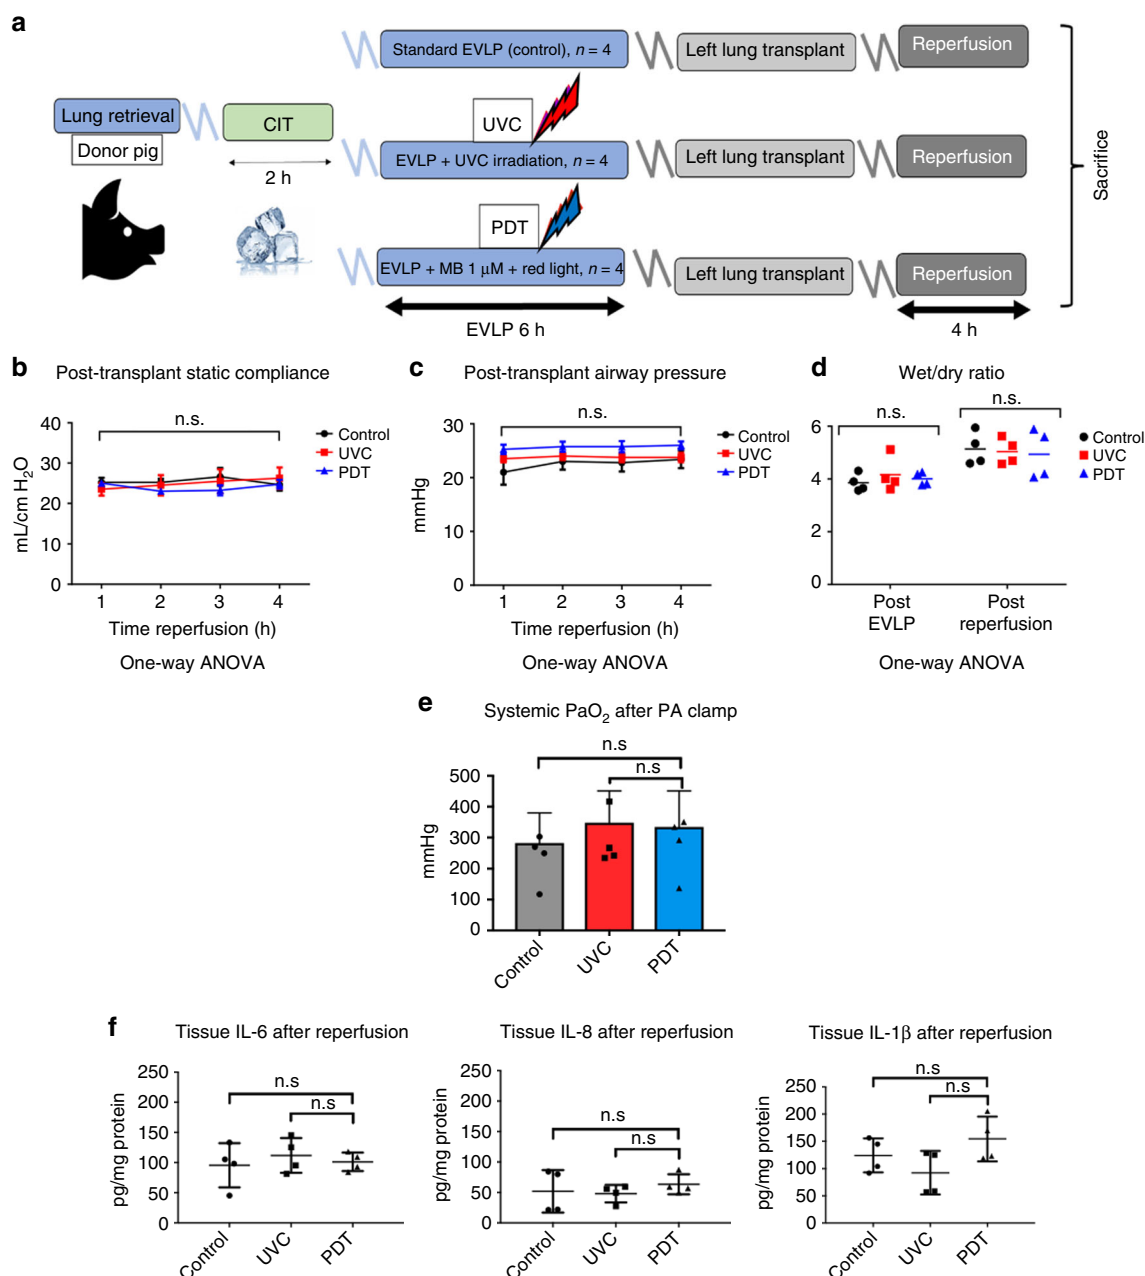 a
Standard EVLP (control), n = 4
Left lung transplant
Reperfusion
Lung retrieval
Donor pig
CIT
2 h
UVC
EVLP + UVC irradiation, n = 4
Left lung transplant
Reperfusion
PDT
EVLP + MB 1 μM + red light, n = 4
Left lung transplant
Reperfusion
EVLP 6 h
4 h
Sacrifice
b
Post-transplant static compliance
n.s.
mL/cm H2O
40
30
20
10
0
1 2 3 4
Time reperfusion (h)
One-way ANOVA
Control
UVC
PDT
c
Post-transplant airway pressure
n.s.
mmHg
30
20
10
0
1 2 3 4
Time reperfusion (h)
One-way ANOVA
Control
UVC
PDT
d
Wet/dry ratio
n.s.
n.s.
6
4
2
0
Post
EVLP
Post
reperfusion
One-way ANOVA
Control
UVC
PDT
e
Systemic PaO2 after PA clamp
n.s
n.s
mmHg
500
400
300
200
100
0
Control
UVC
PDT
f
Tissue IL-6 after reperfusion
n.s
n.s
pg/mg protein
250
200
150
100
50
0
Control
UVC
PDT
Tissue IL-8 after reperfusion
n.s
n.s
pg/mg protein
250
200
150
100
50
0
Control
UVC
PDT
Tissue IL-1β after reperfusion
n.s
n.s
pg/mg protein
250
200
150
100
50
0
Control
UVC
PDT